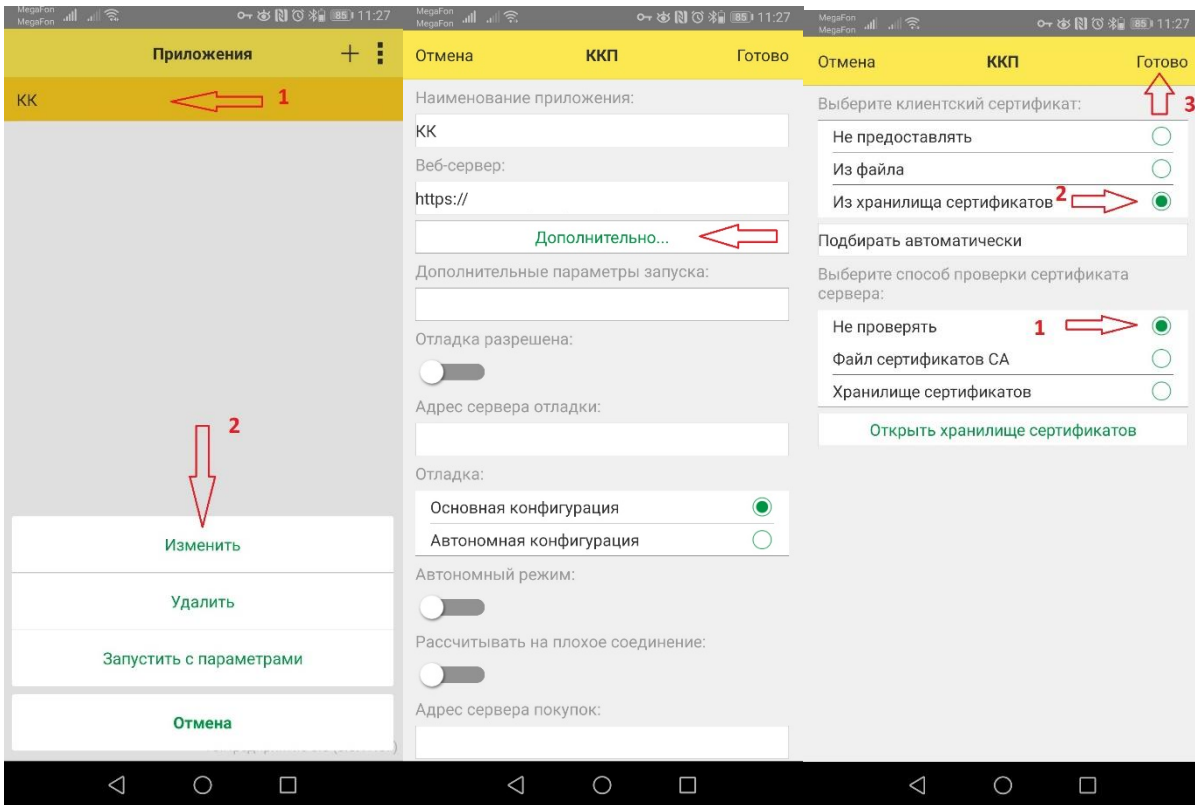 MegaFon
MegaFon
85 11:27
Приложения
КК
1
2
Изменить
Удалить
Запустить с параметрами
Отмена
MegaFon
MegaFon
85 11:27
Отмена ККП Готово
Наименование приложения:
КК
Веб-сервер:
https://
Дополнительно...
Дополнительные параметры запуска:
Отладка разрешена:
Адрес сервера отладки:
Отладка:
Основная конфигурация
Автономная конфигурация
Автономный режим:
Рассчитывать на плохое соединение:
Адрес сервера покупок:
MegaFon
MegaFon
85 11:27
Отмена ККП Готово
3
Выберите клиентский сертификат:
Не предоставлять
Из файла
Из хранилища сертификатов 2
Подбирать автоматически
Выберите способ проверки сертификата
сервера:
Не проверять 1
Файл сертификатов CA
Хранилище сертификатов
Открыть хранилище сертификатов